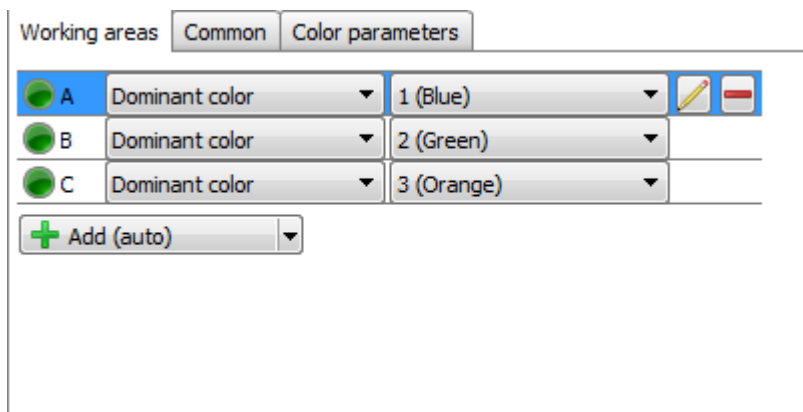 Working areas Common Color parameters
A Dominant color 1 (Blue)
B Dominant color 2 (Green)
C Dominant color 3 (Orange)
Add (auto)